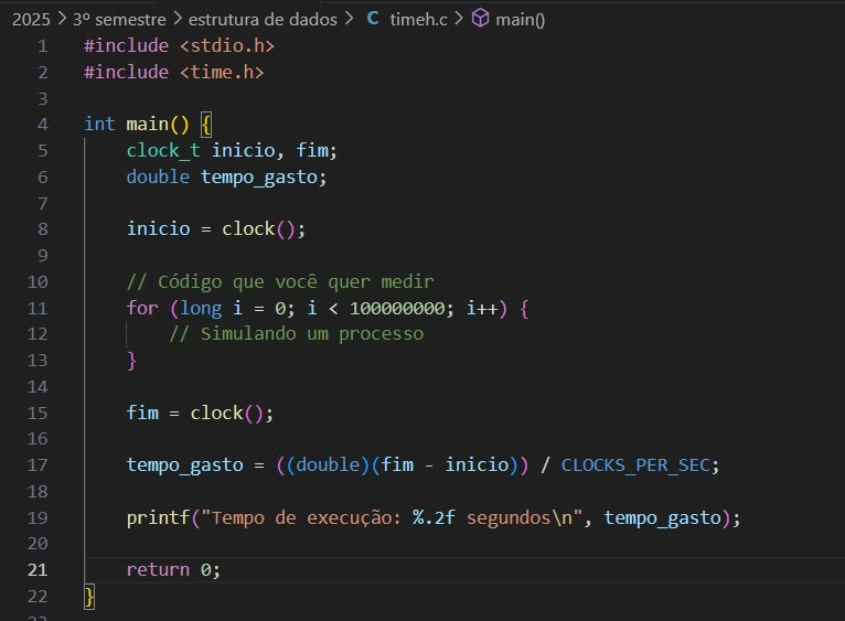 2025 > 3º semestre > estrutura de dados > C timeh.c > main()
1 #include <stdio.h>
2 #include <time.h>
3
4 int main() {
5 clock_t inicio, fim;
6 double tempo_gasto;
7
8 inicio = clock();
9
10 // Código que você quer medir
11 for (long i = 0; i < 100000000; i++) {
12 // Simulando um processo
13 }
14
15 fim = clock();
16
17 tempo_gasto = ((double)(fim - inicio)) / CLOCKS_PER_SEC;
18
19 printf("Tempo de execução: %.2f segundos\n", tempo_gasto);
20
21 return 0;
22 }